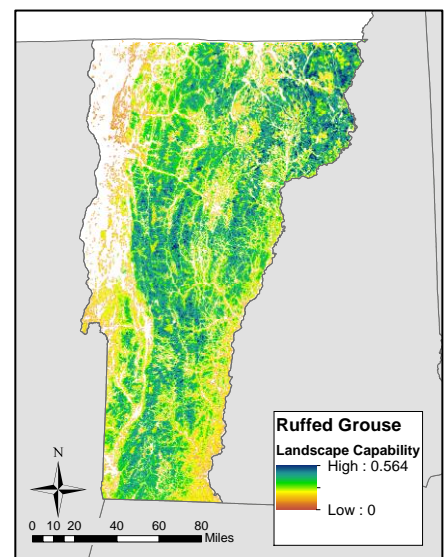 Ruffed Grouse
Landscape Capability
High : 0.564
Low : 0
N
0 10 20 40 60 80
Miles